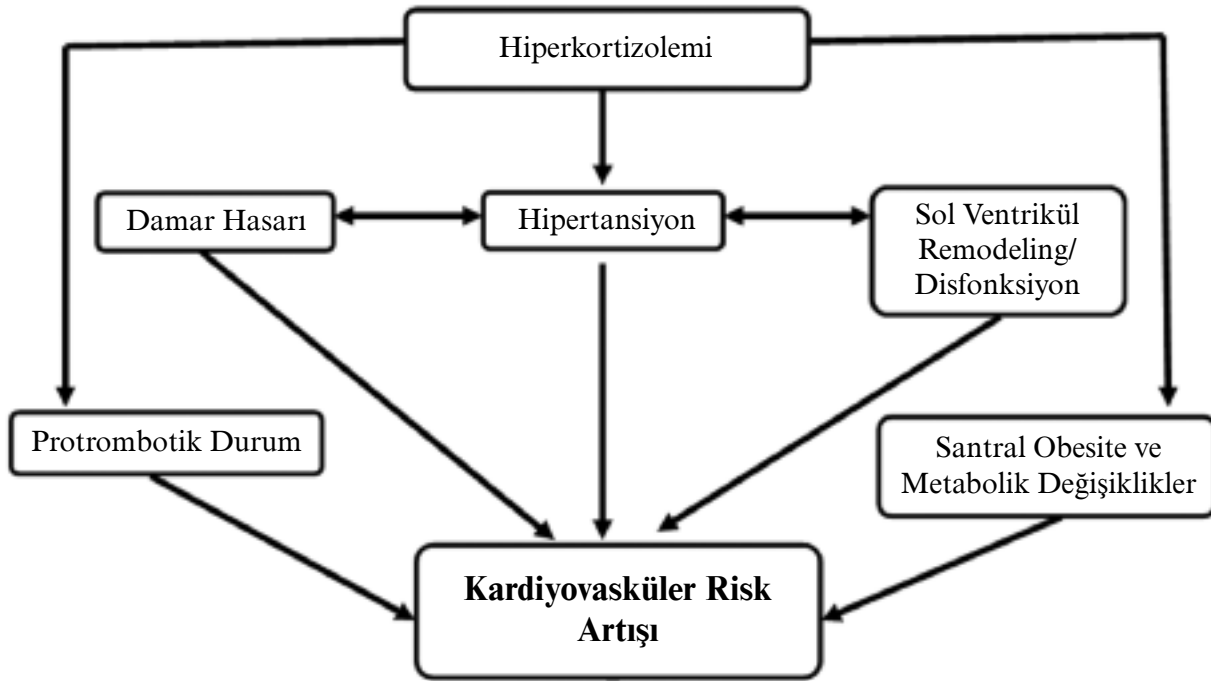 Hiperkortizolemi
Damar Hasarı
Hipertansiyon
Sol Ventrikül
Remodeling/
Disfonksiyon
Protrombotik Durum
Santral Obesite ve
Metabolik Değişiklikler
Kardiyovasküler Risk
Artışı